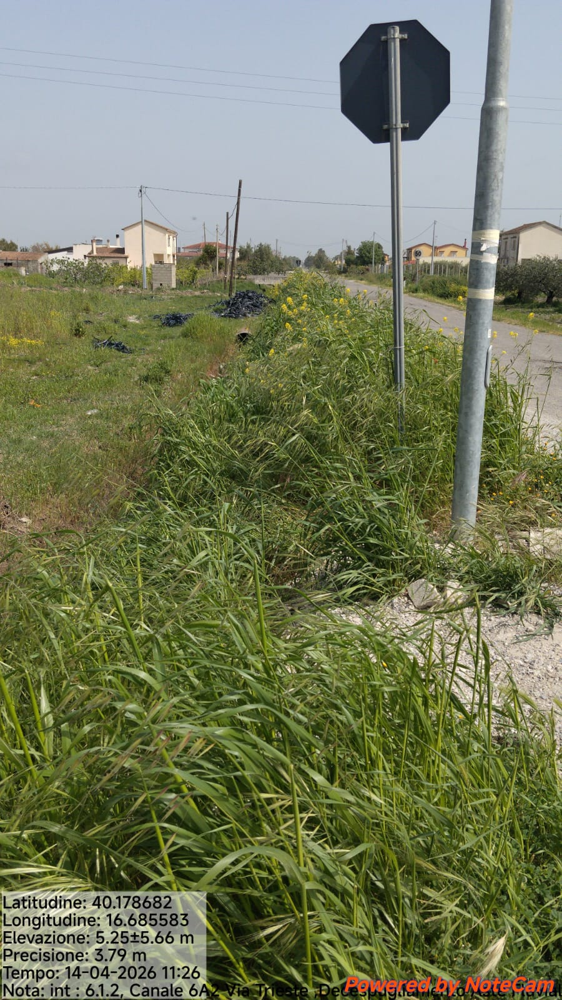 50
Latitudine: 40.178682
Longitudine: 16.685583
Elevazione: 5.25±5.66 m
Precisione: 3.79 m
Tempo: 14-04-2026 11:26
Nota: int : 6.1.2, Canale 6A2 Via Trieste
Powered by NoteCam